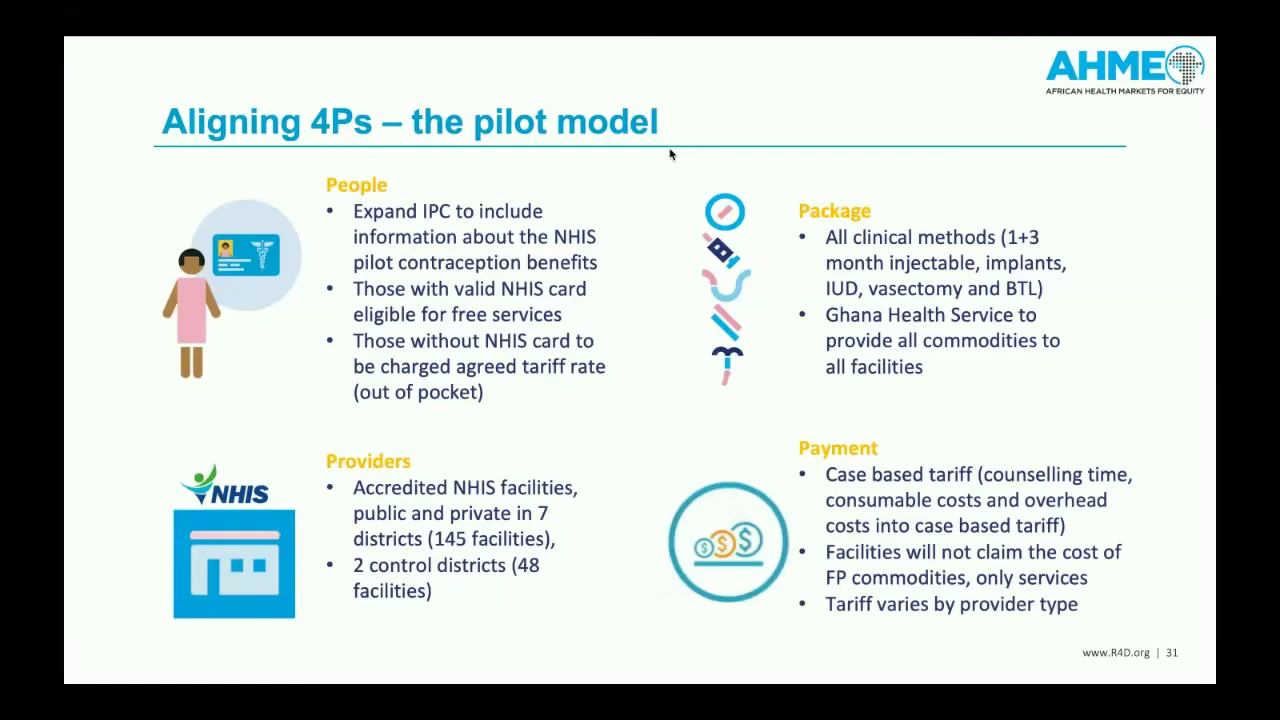 AHME
AFRICAN HEALTH MARKETS FOR EQUITY
Aligning 4Ps – the pilot model
People
• Expand IPC to include
information about the NHIS
pilot contraception benefits
• Those with valid NHIS card
eligible for free services
• Those without NHIS card to
be charged agreed tariff rate
(out of pocket)
Package
• All clinical methods (1+3
month injectable, implants,
IUD, vasectomy and BTL)
• Ghana Health Service to
provide all commodities to
all facilities
NHIS
Providers
• Accredited NHIS facilities,
public and private in 7
districts (145 facilities),
• 2 control districts (48
facilities)
$ $ $
Payment
• Case based tariff (counselling time,
consumable costs and overhead
costs into case based tariff)
• Facilities will not claim the cost of
FP commodities, only services
• Tariff varies by provider type
www.R4D.org | 31